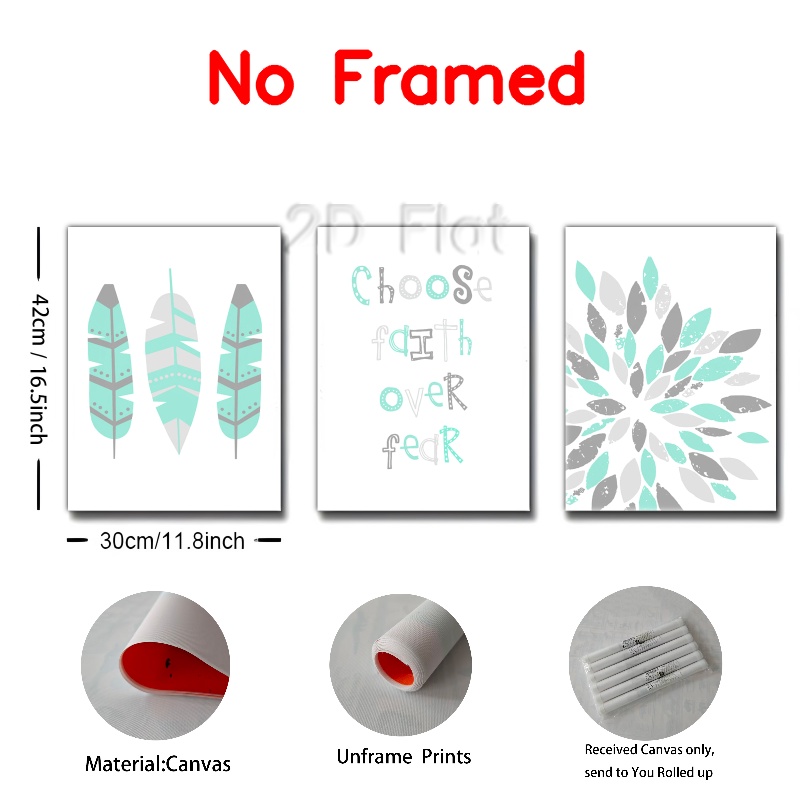 No Framed
2D Flat
42cm / 16.5inch
Choose
faith
over
fear
30cm/11.8inch
Material:Canvas
Unframe Prints
Received Canvas only,
send to You Rolled up